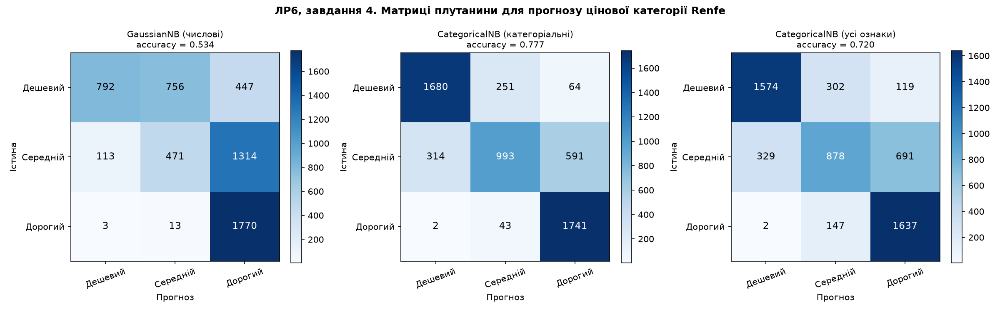 ЛР6, завдання 4. Матриці плутанини для прогнозу цінової категорії Renfe
GaussianNB (числові)
accuracy = 0.534
Істина
Дешевий
Середній
Дорогий
792 756 447
113 471 1314
3 13 1770
Дешевий Середній Дорогий
Прогноз
1600
1400
1200
1000
800
600
400
200
CategoricalNB (категоріальні)
accuracy = 0.777
Істина
Дешевий
Середній
Дорогий
1680 251 64
314 993 591
2 43 1741
Дешевий Середній Дорогий
Прогноз
1600
1400
1200
1000
800
600
400
200
CategoricalNB (усі ознаки)
accuracy = 0.720
Істина
Дешевий
Середній
Дорогий
1574 302 119
329 878 691
2 147 1637
Дешевий Середній Дорогий
Прогноз
1600
1400
1200
1000
800
600
400
200